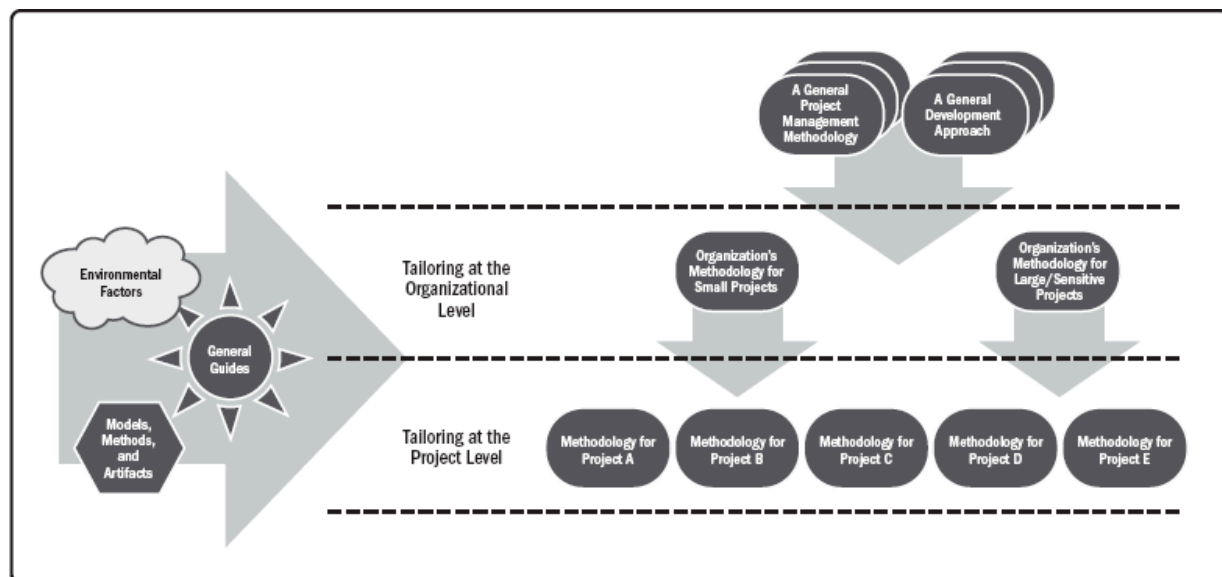 A General
Project
Management
Methodology
A General
Development
Approach
Environmental
Factors
General
Guides
Models,
Methods,
and
Artifacts
Tailoring at the
Organizational
Level
Organization's
Methodology for
Small Projects
Organization's
Methodology for
Large/Sensitive
Projects
Tailoring at the
Project Level
Methodology for
Project A
Methodology for
Project B
Methodology for
Project C
Methodology for
Project D
Methodology for
Project E